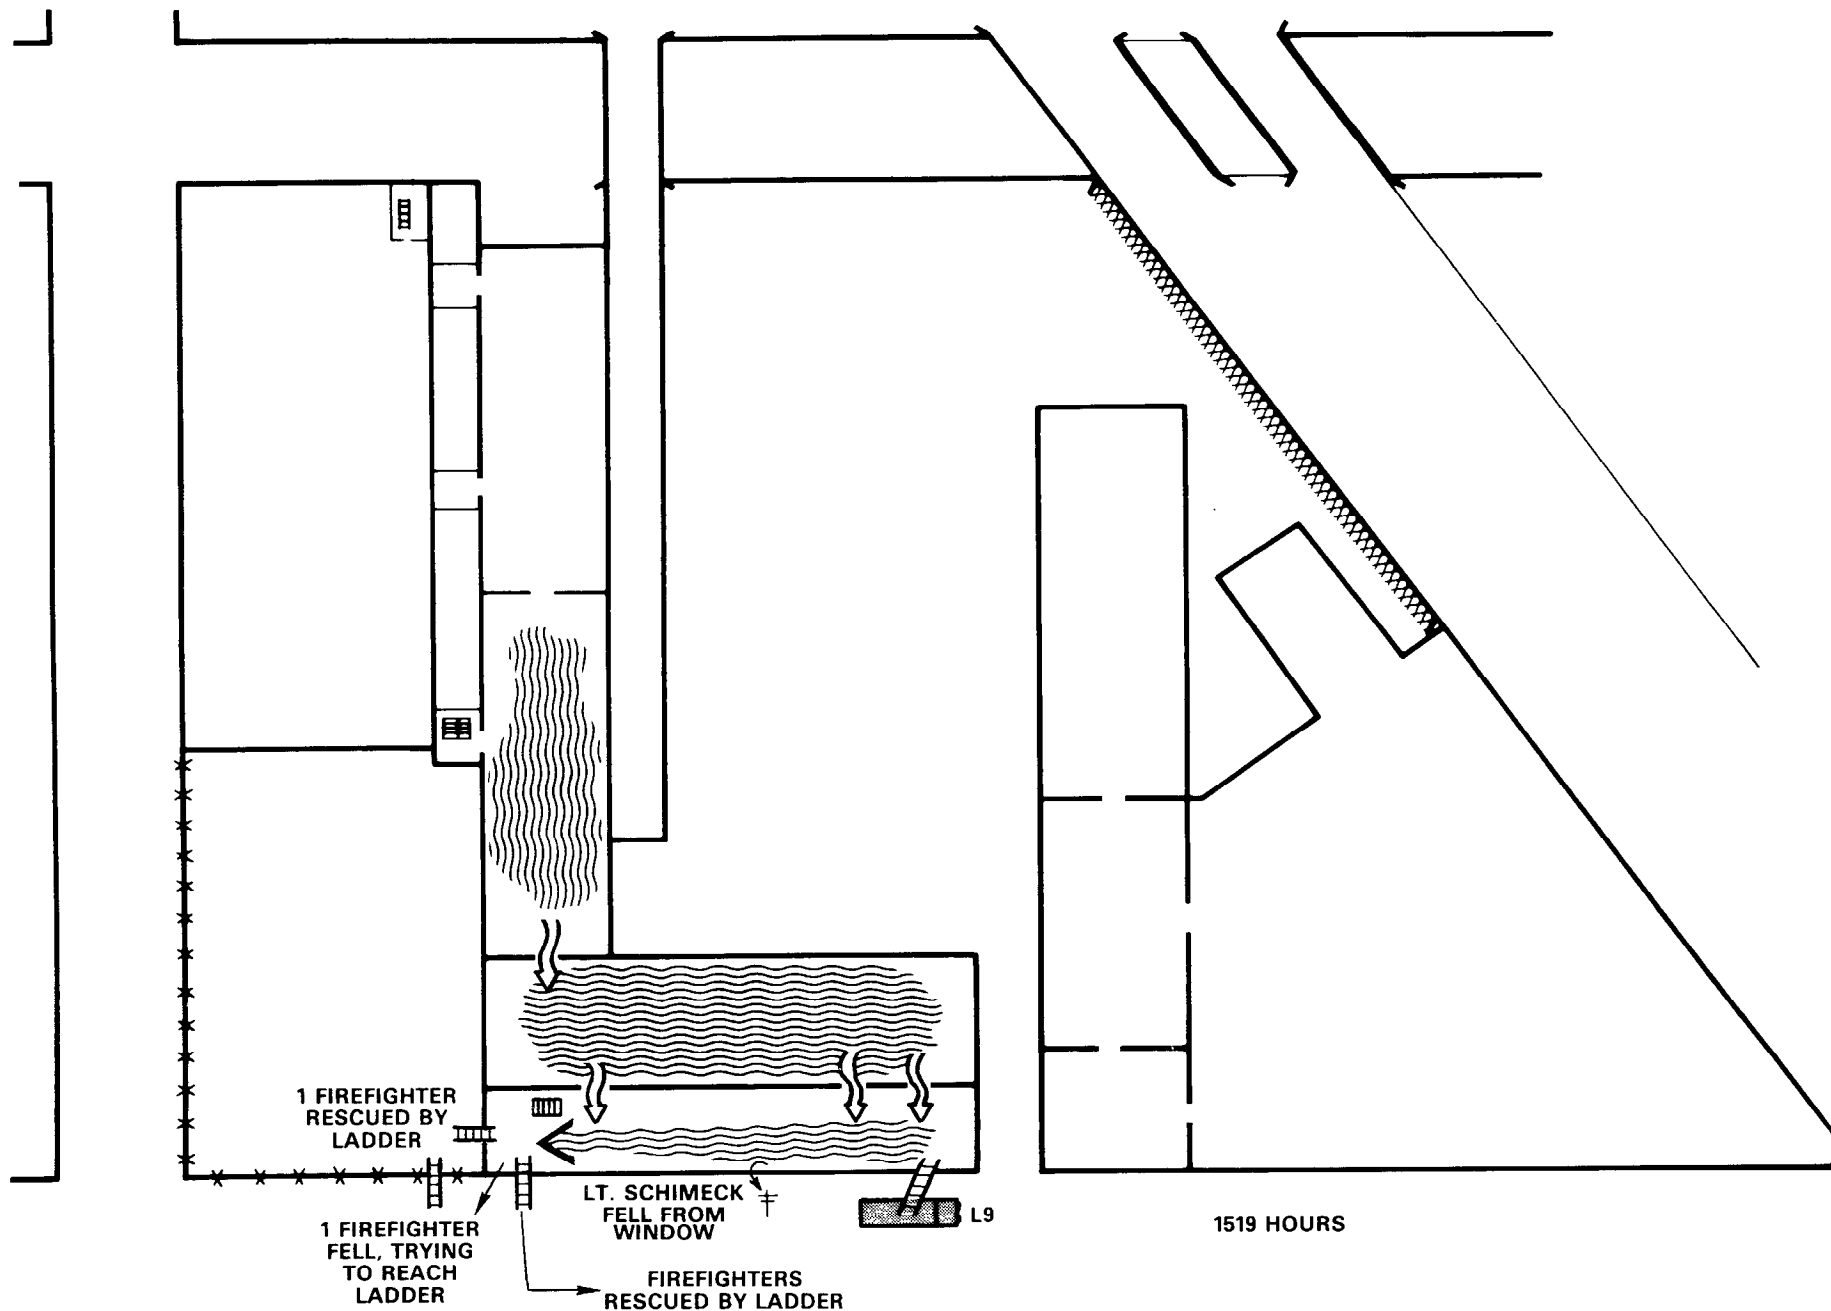 1 FIREFIGHTER
RESCUED BY
LADDER
LT. SCHIMECK
FELL FROM
WINDOW
L9
1519 HOURS
1 FIREFIGHTER
FELL, TRYING
TO REACH
LADDER
FIREFIGHTERS
RESCUED BY LADDER